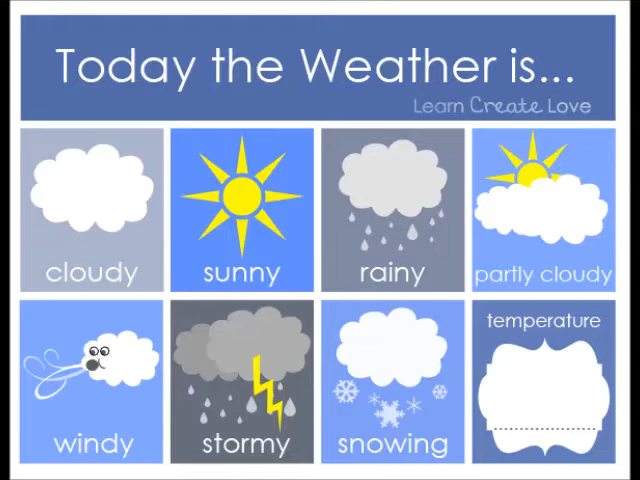 Today the Weather is...
Learn Create Love
cloudy
sunny
rainy
partly cloudy
temperature
windy
stormy
snowing